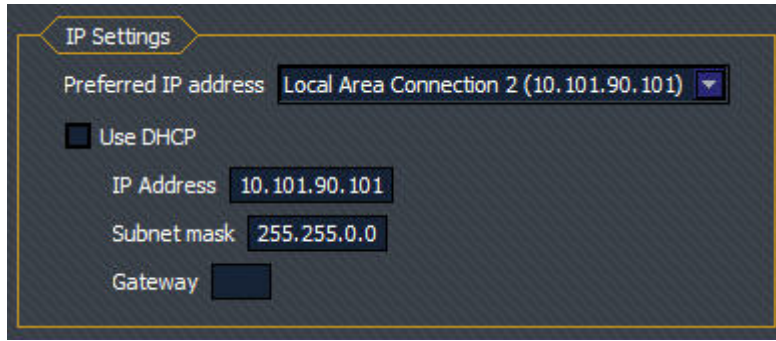 IP Settings
Preferred IP address Local Area Connection 2 (10.101.90.101)
Use DHCP
IP Address 10.101.90.101
Subnet mask 255.255.0.0
Gateway